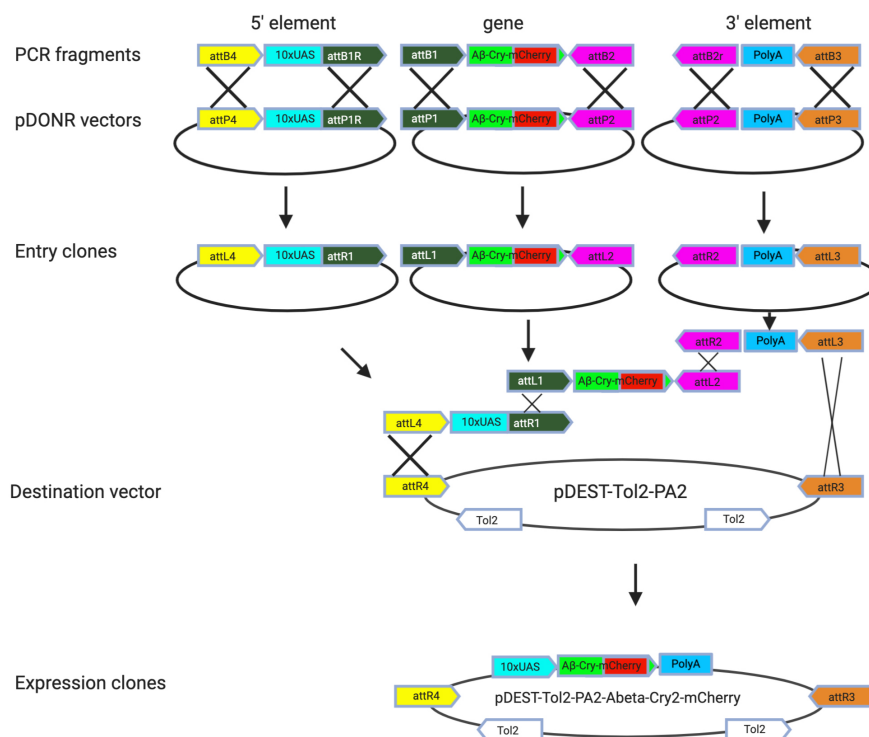 5' element gene 3' element
PCR fragments attB4 10xUAS attB1R attB1 Aβ-Cry-mCherry attB2 attB2r PolyA attB3
pDONR vectors attP4 10xUAS attP1R attP1 Aβ-Cry-mCherry attP2 attP2 PolyA attP3
Entry clones attL4 10xUAS attR1 attL1 Aβ-Cry-mCherry attL2 attR2 PolyA attL3
attR2 PolyA attL3
attL1 Aβ-Cry-mCherry attL2
attL4 10xUAS attR1
Destination vector attR4 pDEST-Tol2-PA2 attR3
Tol2 Tol2
10xUAS Aβ-Cry-mCherry PolyA
Expression clones attR4 pDEST-Tol2-PA2-Abeta-Cry2-mCherry attR3
Tol2 Tol2